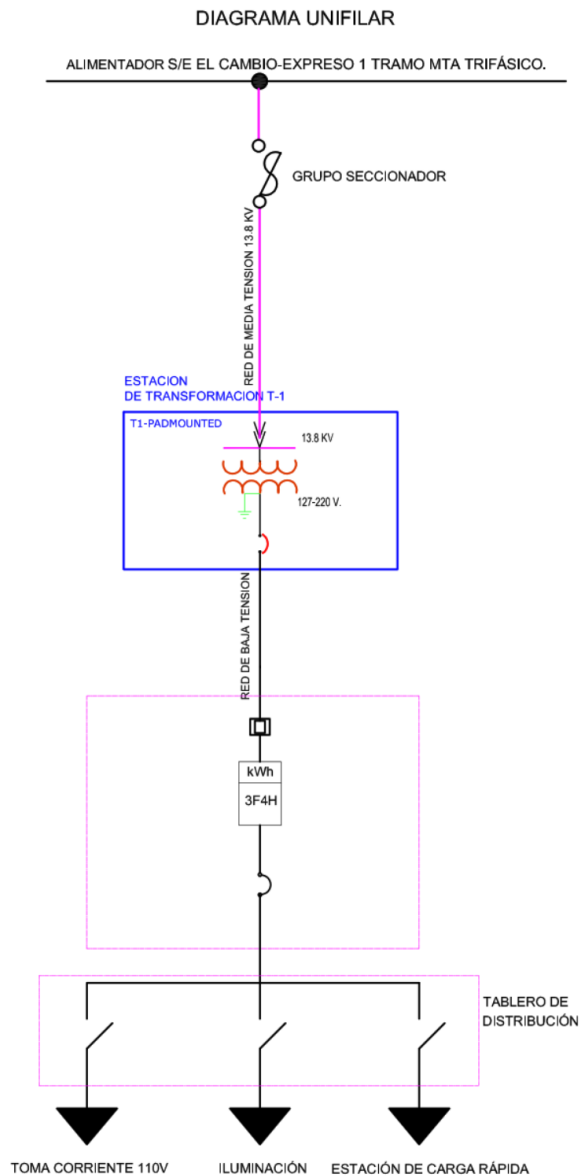 DIAGRAMA UNIFILAR
ALIMENTADOR S/E EL CAMBIO-EXPRESO 1 TRAMO MTA TRIFÁSICO.
GRUPO SECCIONADOR
RED DE MEDIA TENSION 13.8 KV
ESTACION
DE TRANSFORMACION T-1
T1-PADMOUNTED
13.8 KV
127-220 V.
RED DE BAJA TENSION
kWh
3F4H
TABLERO DE
DISTRIBUCIÓN
TOMA CORRIENTE 110V
ILUMINACIÓN
ESTACIÓN DE CARGA RÁPIDA